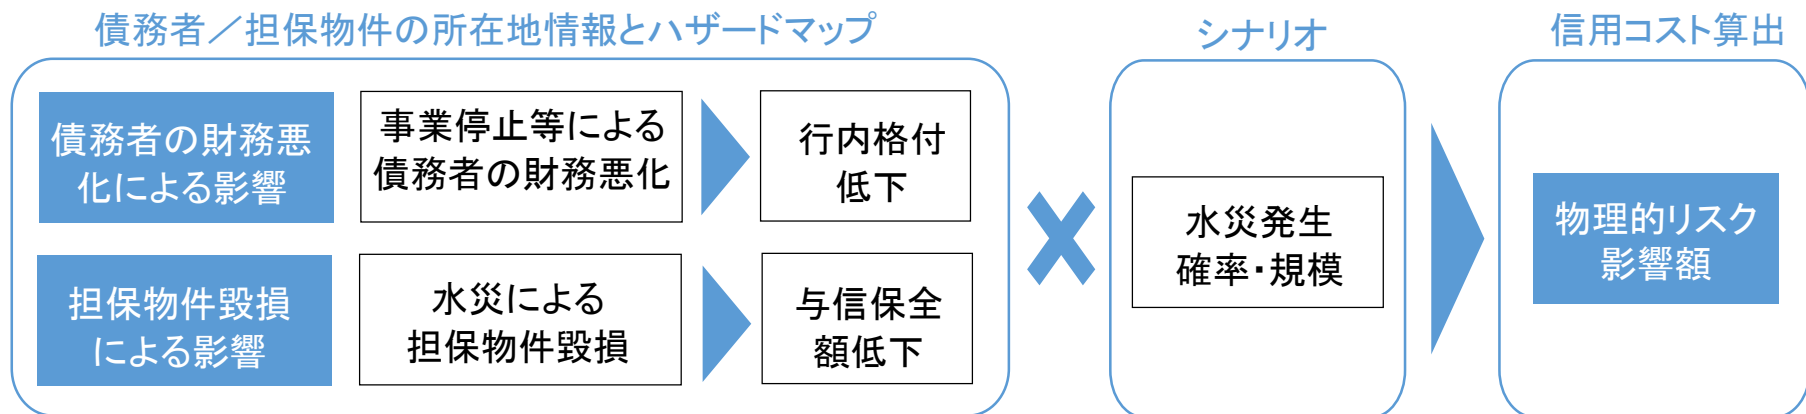 債務者／担保物件の所在地情報とハザードマップ
債務者の財務悪
化による影響
事業停止等による
債務者の財務悪化
行内格付
低下
担保物件毀損
による影響
水災による
担保物件毀損
与信保全
額低下
シナリオ
水災発生
確率・規模
信用コスト算出
物理的リスク
影響額